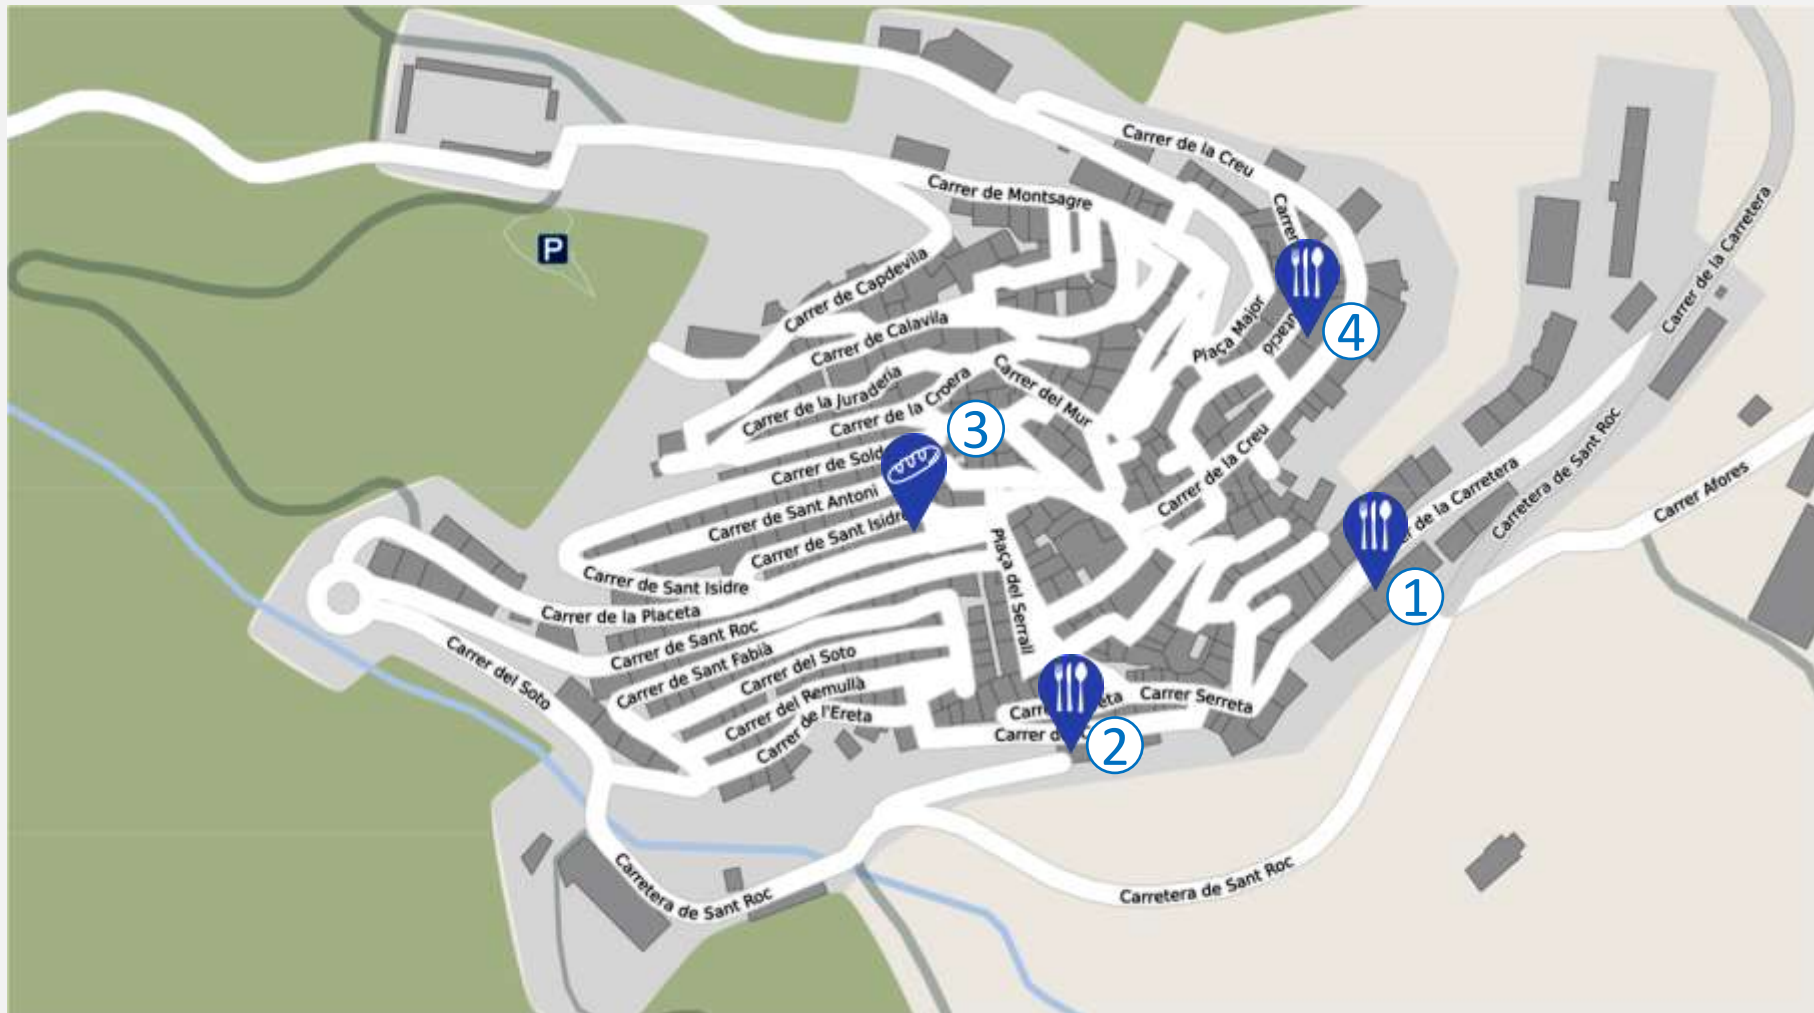 Carrer de la Creu
Carrer de Montsagre
Carrer
P
Carretera de la Carretera
Carrer de Capdevila
Plaça Major
Carrer de Calavila
4
Carrer de la Juraderia
Carrer de la Croera
Carrer del Mur
3
Carrer de Sant Antoni
Carrer de Sant Isidre
Carrer de la Creu
de la Carretera
Carretera de Sant Roc
Carrer Afores
Carrer de Sant Isidre
Carrer de la Placeta
Plaça del Serrall
1
Carrer de Sant Roc
Carrer de Sant Fabià
Carrer del Soto
Carrer del Soto
Carrer del Remullà
Carrer de l'Ereta
Carrer Serreta
2
Carretera de Sant Roc
Carretera de Sant Roc